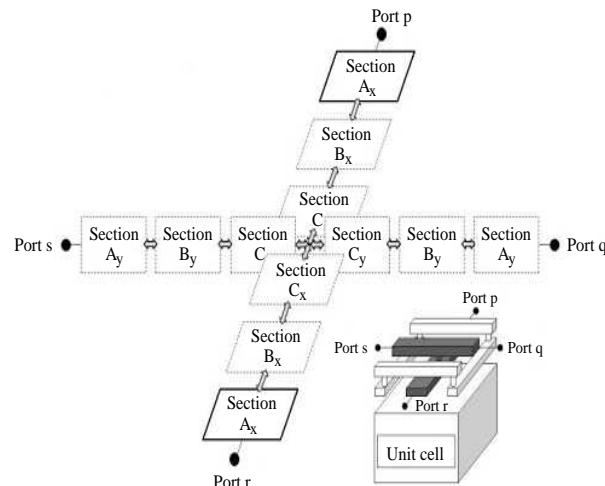 Port p
Section
Ax
Section
Bx
Section
C
Port s
Section
Ay
Section
By
Section
C
Section
Cy
Section
By
Section
Ay
Port q
Section
Cx
Section
Bx
Section
Ax
Port r
Port p
Port s
Port q
Port r
Unit cell